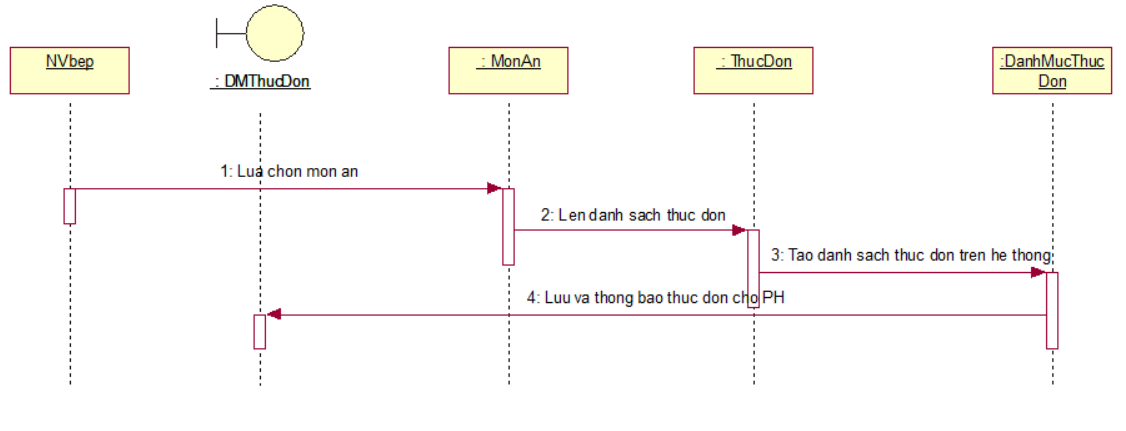 NVbep
: DMThucDon
: MonAn
: ThucDon
:DanhMucThuc
Don
1: Lua chon mon an
2: Len danh sach thuc don
3: Tao danh sach thuc don tren he thong
4: Luu va thong bao thuc don cho PH